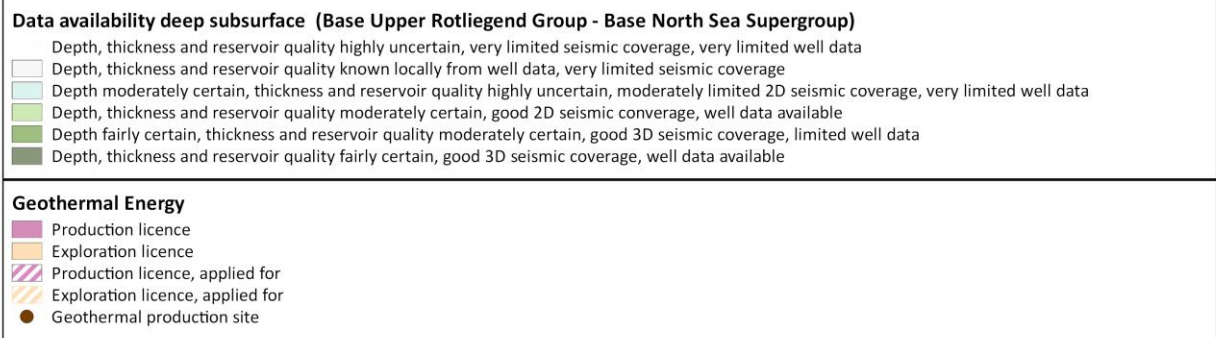 Data availability deep subsurface (Base Upper Rotliegend Group - Base North Sea Supergroup)
Depth, thickness and reservoir quality highly uncertain, very limited seismic coverage, very limited well data
Depth, thickness and reservoir quality known locally from well data, very limited seismic coverage
Depth moderately certain, thickness and reservoir quality highly uncertain, moderately limited 2D seismic coverage, very limited well data
Depth, thickness and reservoir quality moderately certain, good 2D seismic converage, well data available
Depth fairly certain, thickness and reservoir quality moderately certain, good 3D seismic coverage, limited well data
Depth, thickness and reservoir quality fairly certain, good 3D seismic coverage, well data available
Geothermal Energy
Production licence
Exploration licence
Production licence, applied for
Exploration licence, applied for
Geothermal production site